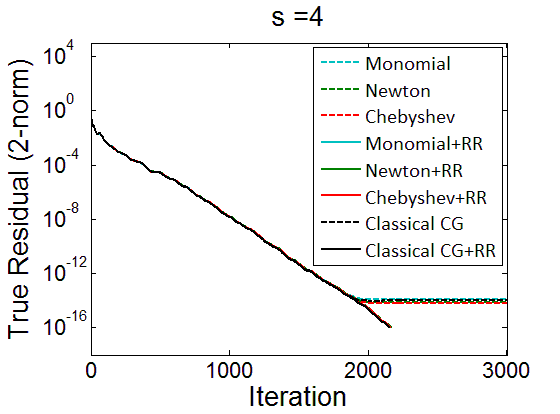 s =4
True Residual (2-norm)
10^4
10^0
10^-4
10^-8
10^-12
10^-16
Monomial
Newton
Chebyshev
Monomial+RR
Newton+RR
Chebyshev+RR
Classical CG
Classical CG+RR
0 1000 2000 3000
Iteration